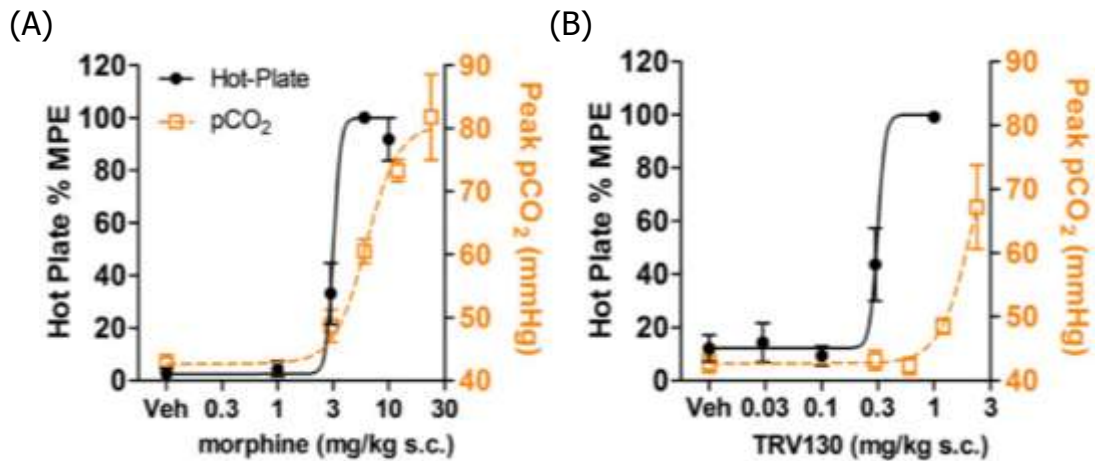 (A)
(B)
120
100
80
60
40
20
0
Hot Plate % MPE
Hot-Plate
pCO2
90
80
70
60
50
40
Peak pCO2 (mmHg)
Veh 0.3 1 3 10 30
morphine (mg/kg s.c.)
120
100
80
60
40
20
0
Hot Plate % MPE
90
80
70
60
50
40
Peak pCO2 (mmHg)
Veh 0.03 0.1 0.3 1 3
TRV130 (mg/kg s.c.)